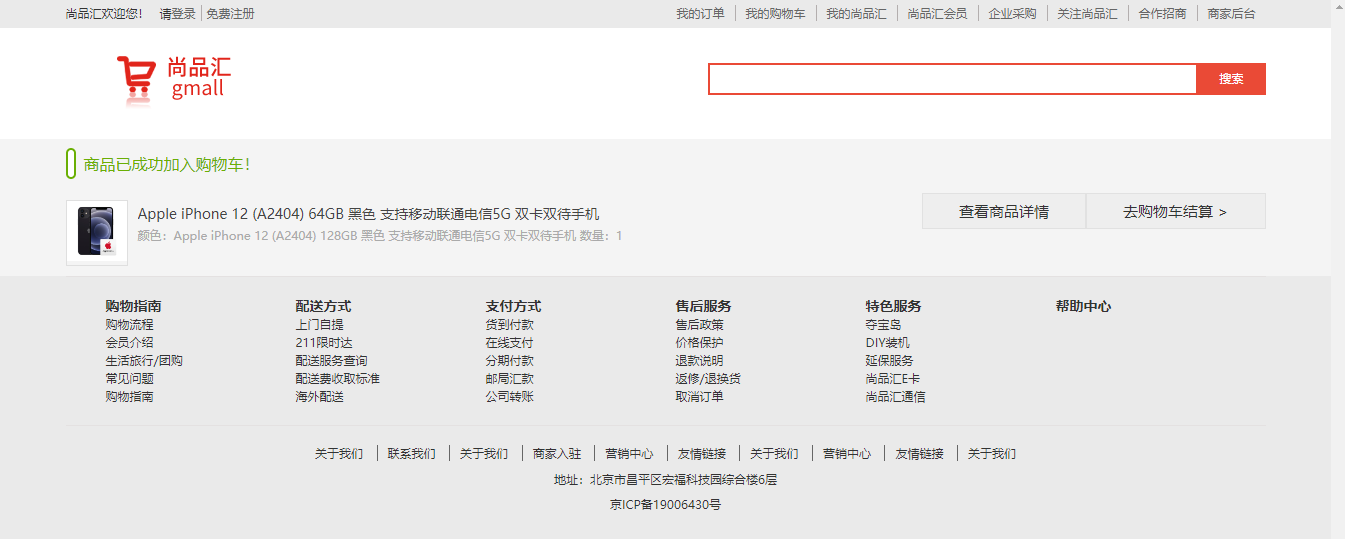 尚品汇欢迎您! 请登录 免费注册 我的订单 我的购物车 我的尚品汇 尚品汇会员 企业采购 关注尚品汇 合作招商 商家后台
尚品汇
gmall
搜索
商品已成功加入购物车!
Apple iPhone 12 (A2404) 64GB 黑色 支持移动联通电信5G 双卡双待手机
颜色：Apple iPhone 12 (A2404) 128GB 黑色 支持移动联通电信5G 双卡双待手机 数量：1
查看商品详情 去购物车结算 >
购物指南 配送方式 支付方式 售后服务 特色服务 帮助中心
购物流程 上门自提 货到付款 售后政策 夺宝岛
会员介绍 211限时达 在线支付 价格保护 DIY装机
生活旅行/团购 配送服务查询 分期付款 退款说明 延保服务
常见问题 配送费收取标准 邮局汇款 返修/退换货 尚品汇E卡
购物指南 海外配送 公司转账 取消订单 尚品汇通信
关于我们 联系我们 关于我们 商家入驻 营销中心 友情链接 关于我们 营销中心 友情链接 关于我们
地址：北京市昌平区宏福科技园综合楼6层
京ICP备19006430号